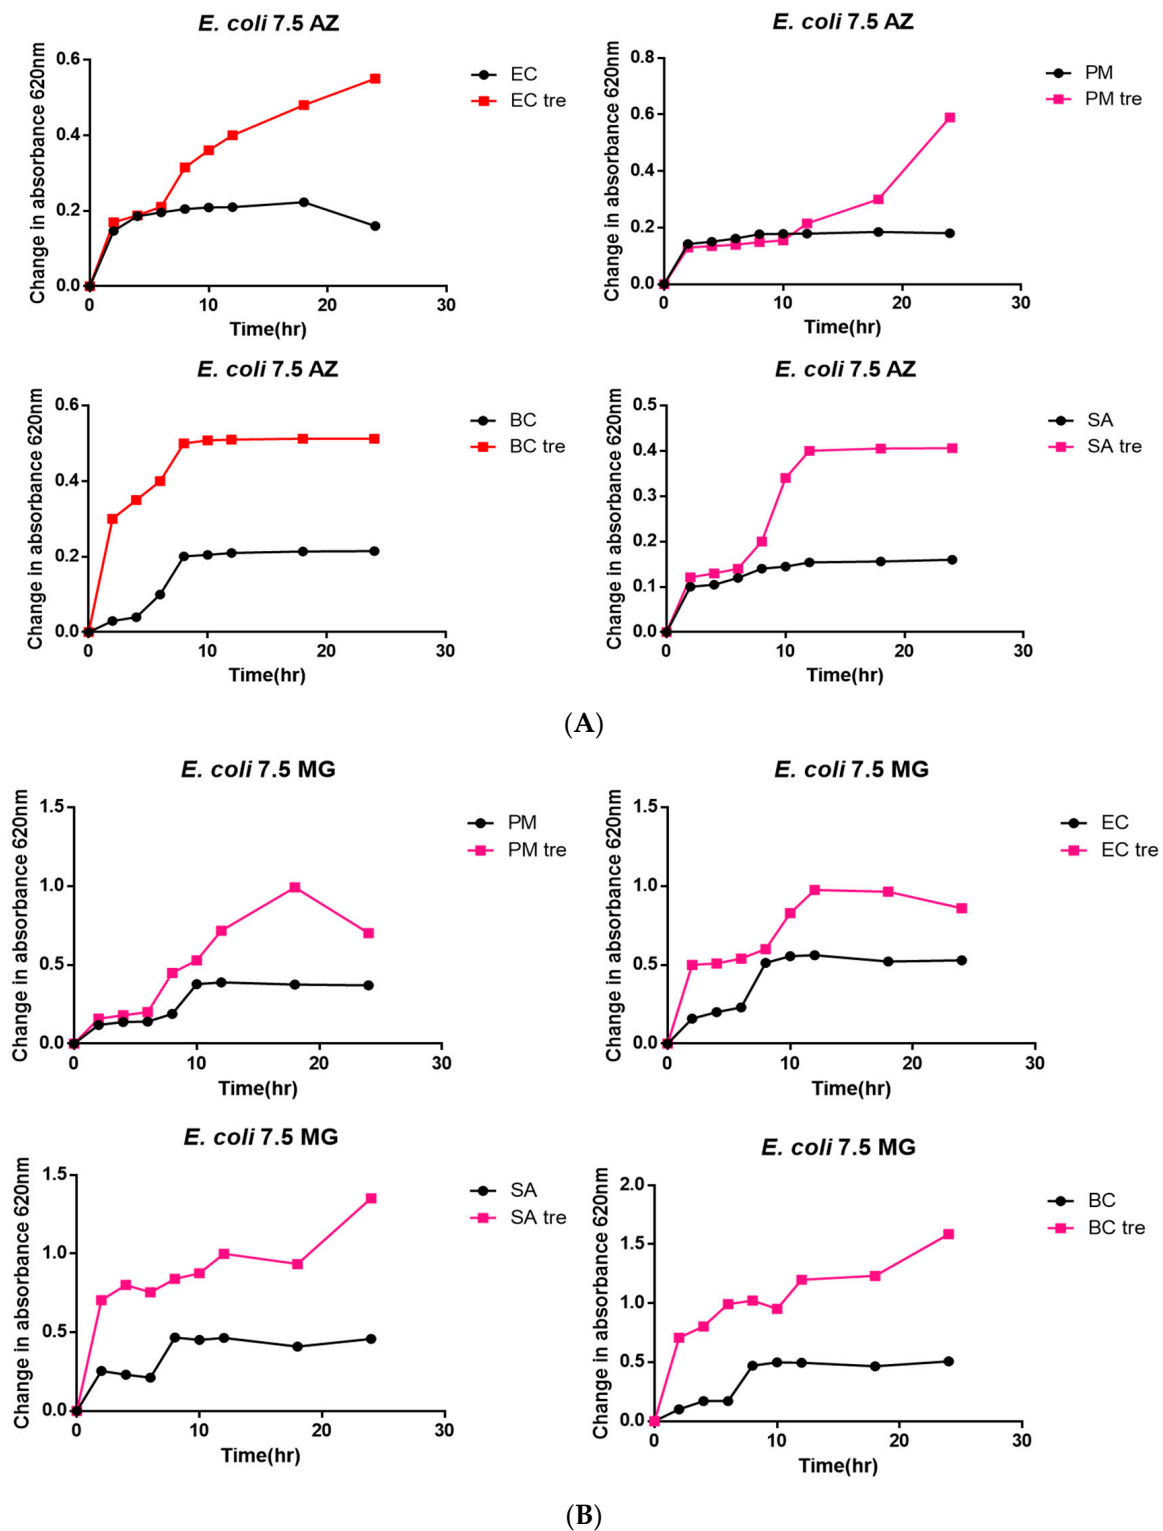 E. coli 7.5 AZ
Change in absorbance 620nm
0.6
0.4
0.2
0.0
0
10
20
30
Time(hr)
EC
EC tre
E. coli 7.5 AZ
Change in absorbance 620nm
0.8
0.6
0.4
0.2
0.0
0
10
20
30
Time(hr)
PM
PM tre
E. coli 7.5 AZ
Change in absorbance 620nm
0.6
0.4
0.2
0.0
0
10
20
30
Time(hr)
BC
BC tre
E. coli 7.5 AZ
Change in absorbance 620nm
0.5
0.4
0.3
0.2
0.1
0.0
0
10
20
30
Time(hr)
SA
SA tre
(A)
E. coli 7.5 MG
Change in absorbance 620nm
1.5
1.0
0.5
0.0
0
10
20
30
Time(hr)
PM
PM tre
E. coli 7.5 MG
Change in absorbance 620nm
1.5
1.0
0.5
0.0
0
10
20
30
Time(hr)
EC
EC tre
E. coli 7.5 MG
Change in absorbance 620nm
1.5
1.0
0.5
0.0
0
10
20
30
Time(hr)
SA
SA tre
E. coli 7.5 MG
Change in absorbance 620nm
2.0
1.5
1.0
0.5
0.0
0
10
20
30
Time(hr)
BC
BC tre
(B)